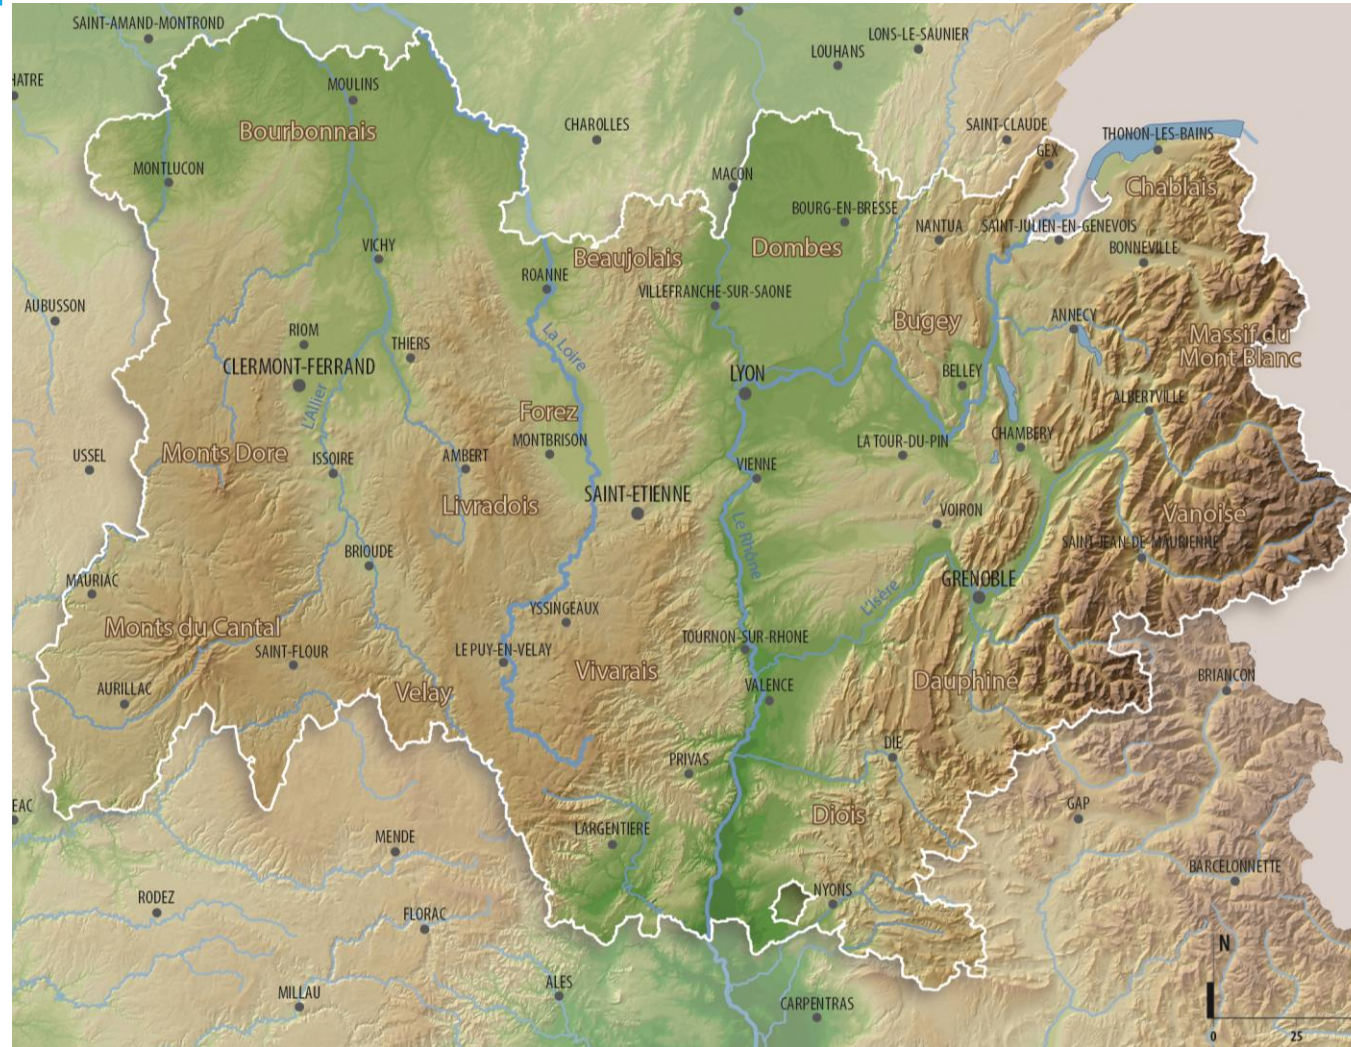 SAINT-AMAND-MONTROND
LONS-LE-SAUNIER
LOUHANS
HATRE
MOULINS
CHAROLLES
SAINT-CLAUDE
THONON-LES-BAINS
Bourbonnais
GEX
MONTLUCON
MACON
Chablais
BOURG-EN-BRESSE
NANTUA
SAINT-JULIEN-EN-GENEVOIS
VICHY
Dombes
BONNEVILLE
Beaujolais
ROANNE
VILLEFRANCHE-SUR-SAONE
AUBUSSON
ANNECY
Bugey
RIOM
La Loire
Massif du
Mont Blanc
THIERS
CLERMONT-FERRAND
LYON
BELLEY
L'Allier
ALBERTVILLE
Forez
MONTBRISON
LA TOUR-DU-PIN
CHAMBERY
Monts Dore
USSEL
ISSOIRE
AMBERT
VIENNE
SAINT-ETIENNE
Livradois
VOIRON
Vanoise
Le Rhône
SAINT-JEAN-DE-MAURIENNE
BRIOUDE
MAURIAC
GRENOBLE
L'Isère
YSSINGEAUX
Monts du Cantal
TOURNON-SUR-RHONE
SAINT-FLOUR
LE PUY-EN-VELAY
Vivarais
Dauphiné
BRIANCON
AURILLAC
Velay
VALENCE
DIE
PRIVAS
EAC
GAP
Diois
LARGENTIERE
MENDE
BARCELONNETTE
NYONS
RODEZ
FLORAC
N
ALES
MILLAU
CARPENTRAS
0 25